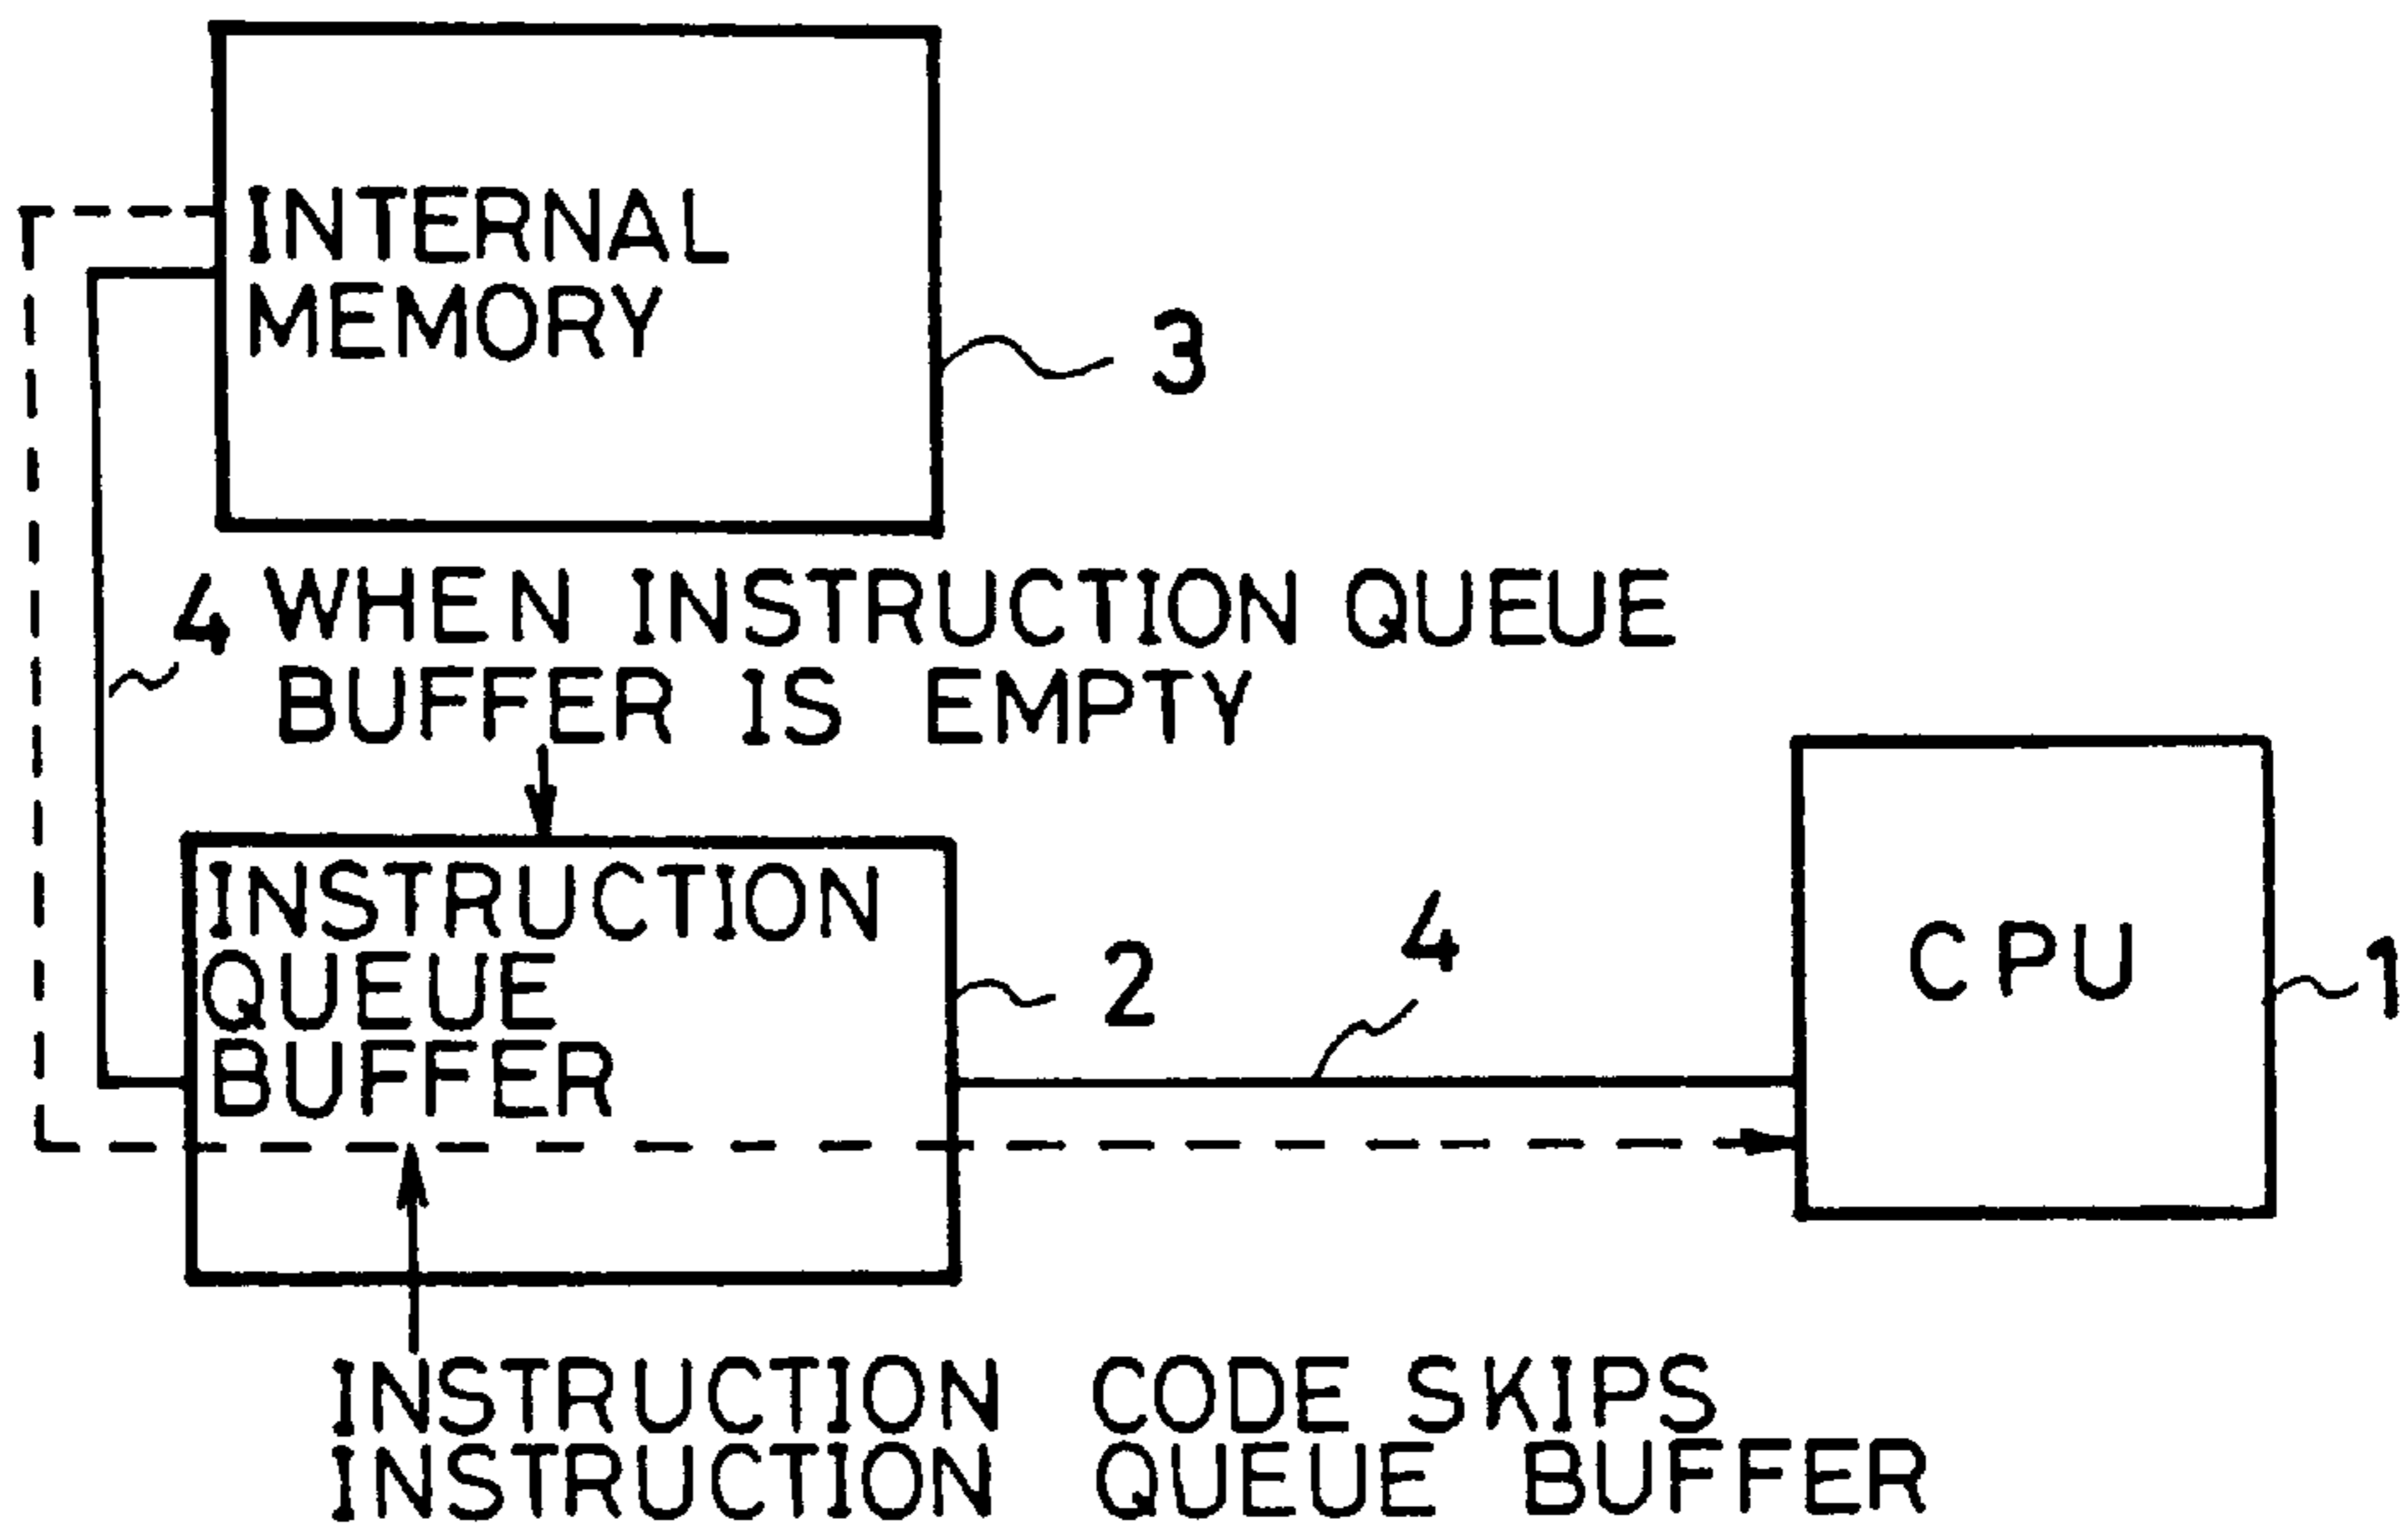 INTERNAL
MEMORY
3
4
WHEN INSTRUCTION QUEUE
BUFFER IS EMPTY
INSTRUCTION
QUEUE
BUFFER
2
4
CPU
1
INSTRUCTION CODE SKIPS
INSTRUCTION QUEUE BUFFER